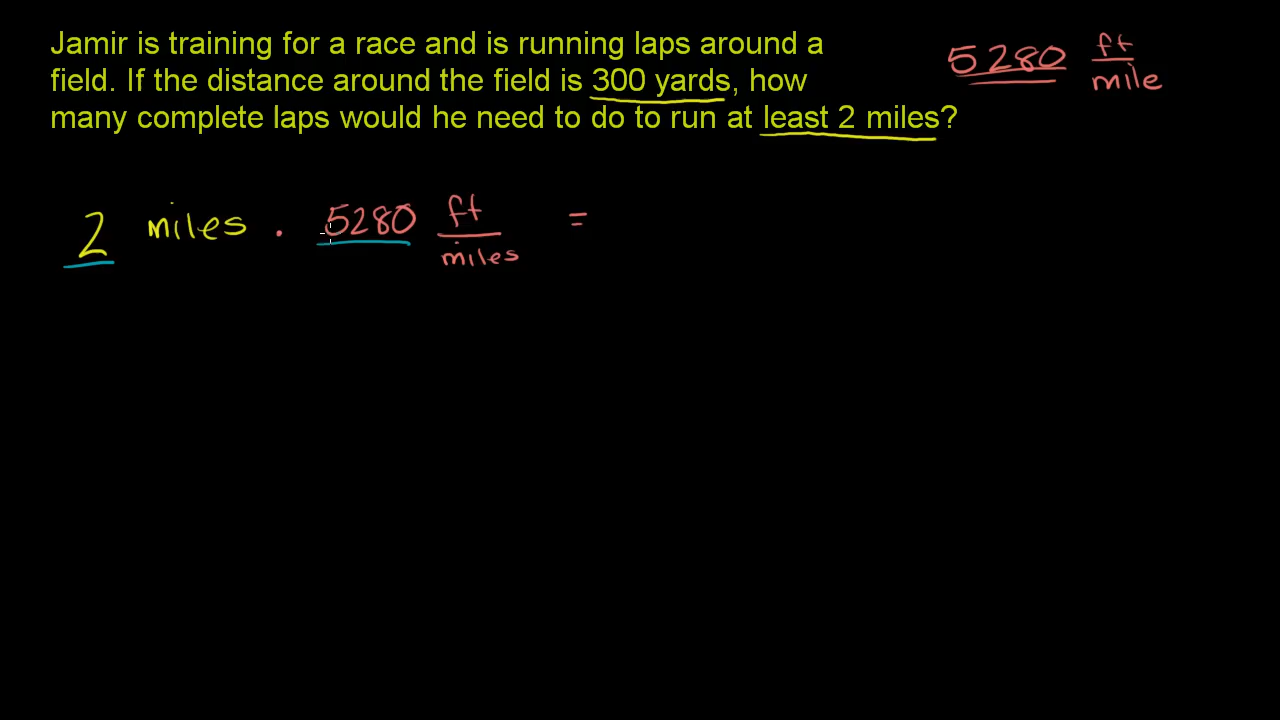 Jamir is training for a race and is running laps around a
field. If the distance around the field is 300 yards, how
many complete laps would he need to do to run at least 2 miles?
5280 ft/mile
2 miles · 5280 ft/miles =